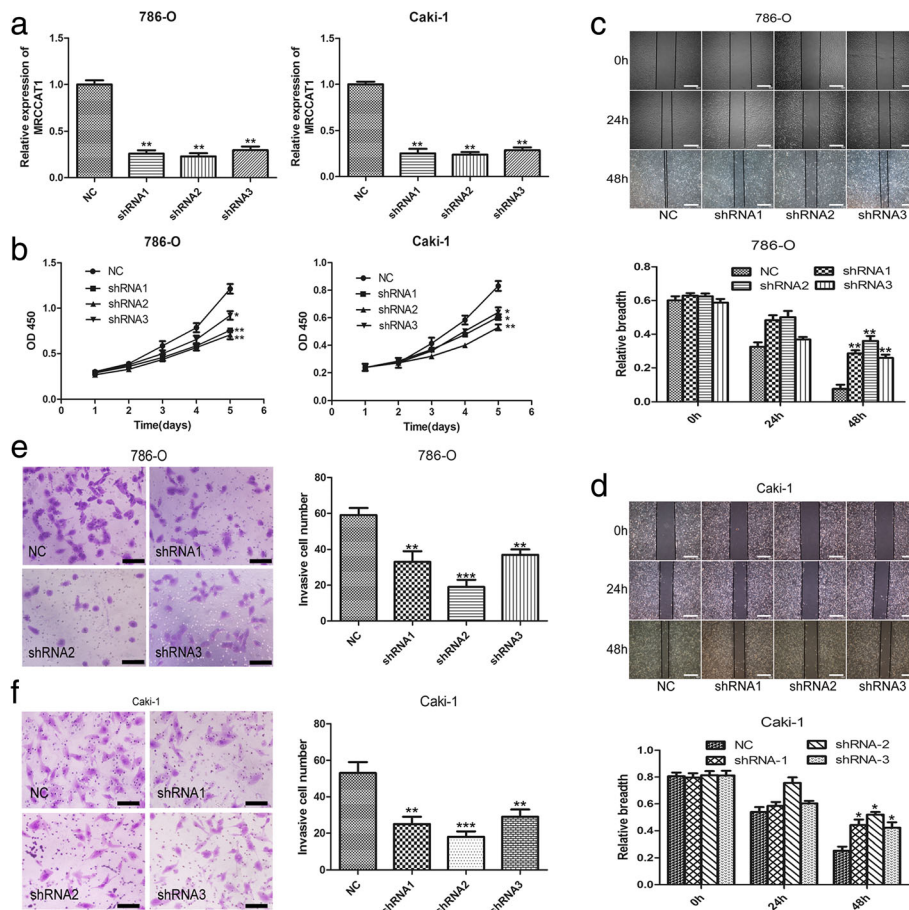 a
786-O
Relative expression of
MRCCAT1
1.5
1.0
0.5
0.0
**
**
**
NC
shRNA1
shRNA2
shRNA3
Caki-1
Relative expression of
MRCCAT1
1.5
1.0
0.5
0.0
**
**
**
NC
shRNA1
shRNA2
shRNA3
b
786-O
OD 450
1.5
1.0
0.5
0.0
NC
shRNA1
shRNA2
shRNA3
*
**
**
0 1 2 3 4 5 6
Time(days)
Caki-1
OD 450
1.0
0.8
0.6
0.4
0.2
0.0
NC
shRNA1
shRNA2
shRNA3
*
*
**
0 1 2 3 4 5 6
Time(days)
c
786-O
0h
24h
48h
NC shRNA1 shRNA2 shRNA3
786-O
Relative breadth
0.8
0.6
0.4
0.2
0.0
NC shRNA1
shRNA2 shRNA3
** ** **
0h 24h 48h
d
Caki-1
0h
24h
48h
NC shRNA1 shRNA2 shRNA3
Caki-1
Relative breadth
1.0
0.8
0.6
0.4
0.2
0.0
NC shRNA-2
shRNA-1 shRNA-3
* * *
0h 24h 48h
e
786-O
NC
shRNA1
shRNA2
shRNA3
786-O
Invasive cell number
80
60
40
20
0
**
***
**
NC
shRNA1
shRNA2
shRNA3
f
Caki-1
NC
shRNA1
shRNA2
shRNA3
Caki-1
Invasive cell number
80
60
40
20
0
**
***
**
NC
shRNA1
shRNA2
shRNA3